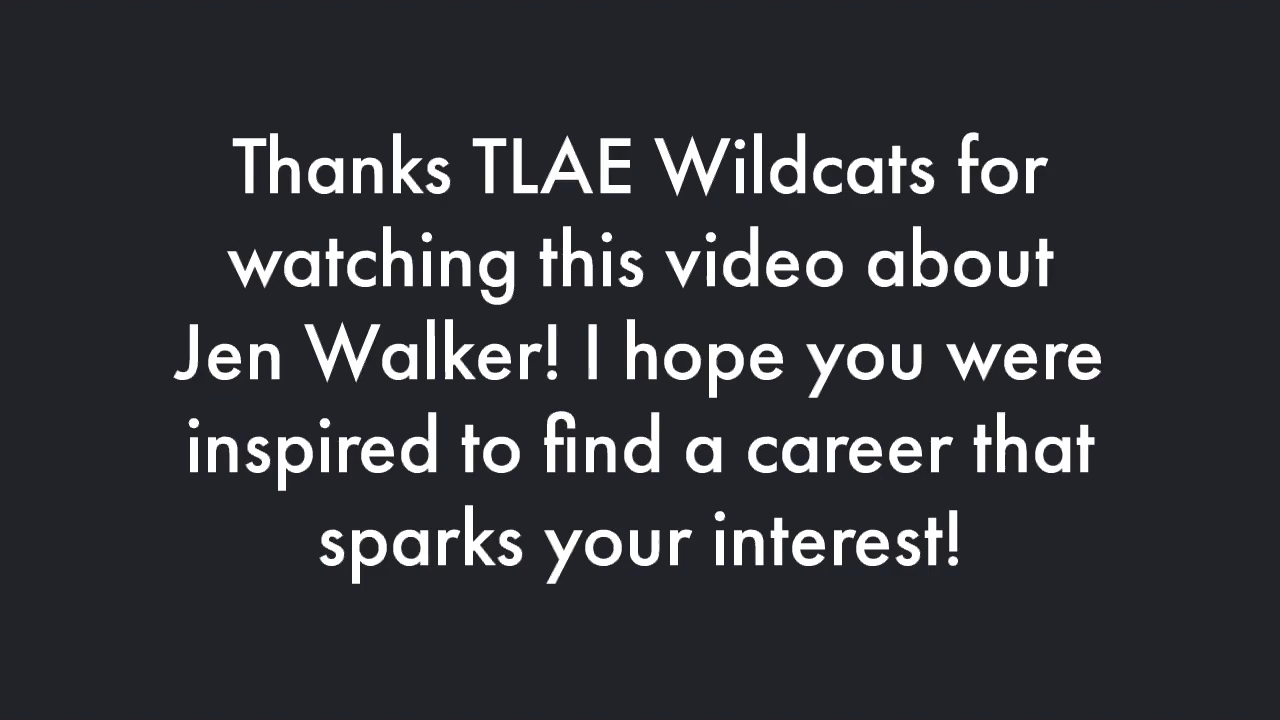 Thanks TLAE Wildcats for
watching this video about
Jen Walker! I hope you were
inspired to find a career that
sparks your interest!